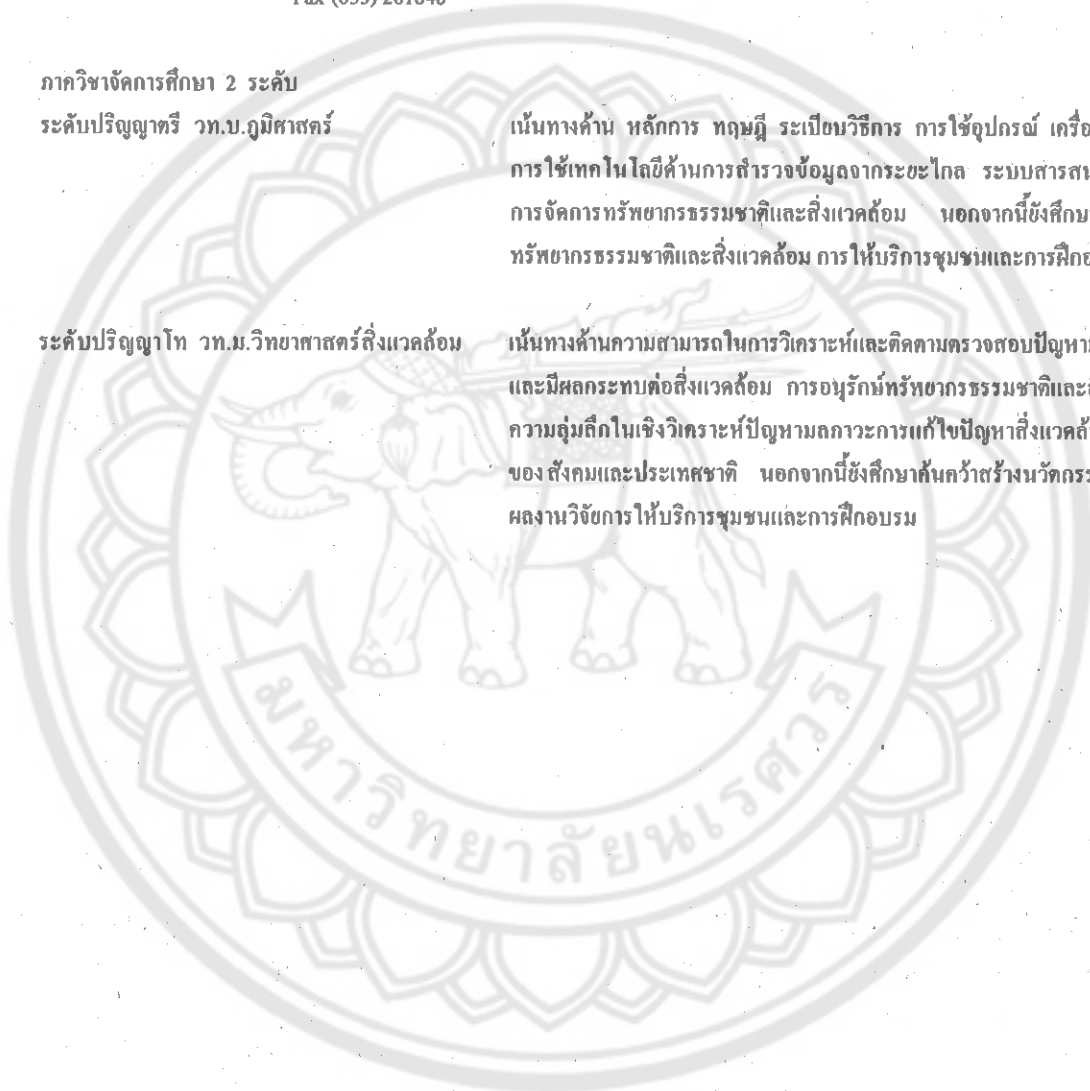 ภาควิชาจัดการศึกษา 2 ระดับ
ระดับปริญญาตรี วท.บ.ภูมิศาสตร์
เน้นทางด้าน หลักการ ทฤษฎี ระเบียบวิธีการ การใช้อุปกรณ์
การใช้เทคโนโลยีด้านการสำรวจข้อมูลจากระยะไกล
การจัดการทรัพยากรธรรมชาติและสิ่งแวดล้อม นอกจากนี้ยังศึกษา
ทรัพยากรธรรมชาติและสิ่งแวดล้อม การให้บริการชุมชนและการฝึกอ
ระดับปริญญาโท วท.ม.วิทยาศาสตร์สิ่งแวดล้อม
เน้นทางด้านความสามารถในการวิเคราะห์และติดตามตรวจสอบปัญหา
และมีผลกระทบต่อสิ่งแวดล้อม การอนุรักษ์ทรัพยากรธรรมชาติและ
ความลุ่มลึกในเชิงวิเคราะห์ปัญหามลภาวะการแก้ไขปัญหาสิ่งแวดล้
ของสังคมและประเทศชาติ นอกจากนี้ยังศึกษาค้นคว้าสร้างนวัตกรร
ผลงานวิจัยการให้บริการชุมชนและการฝึกอบรม
มหาวิทยาลัยนเรศวร